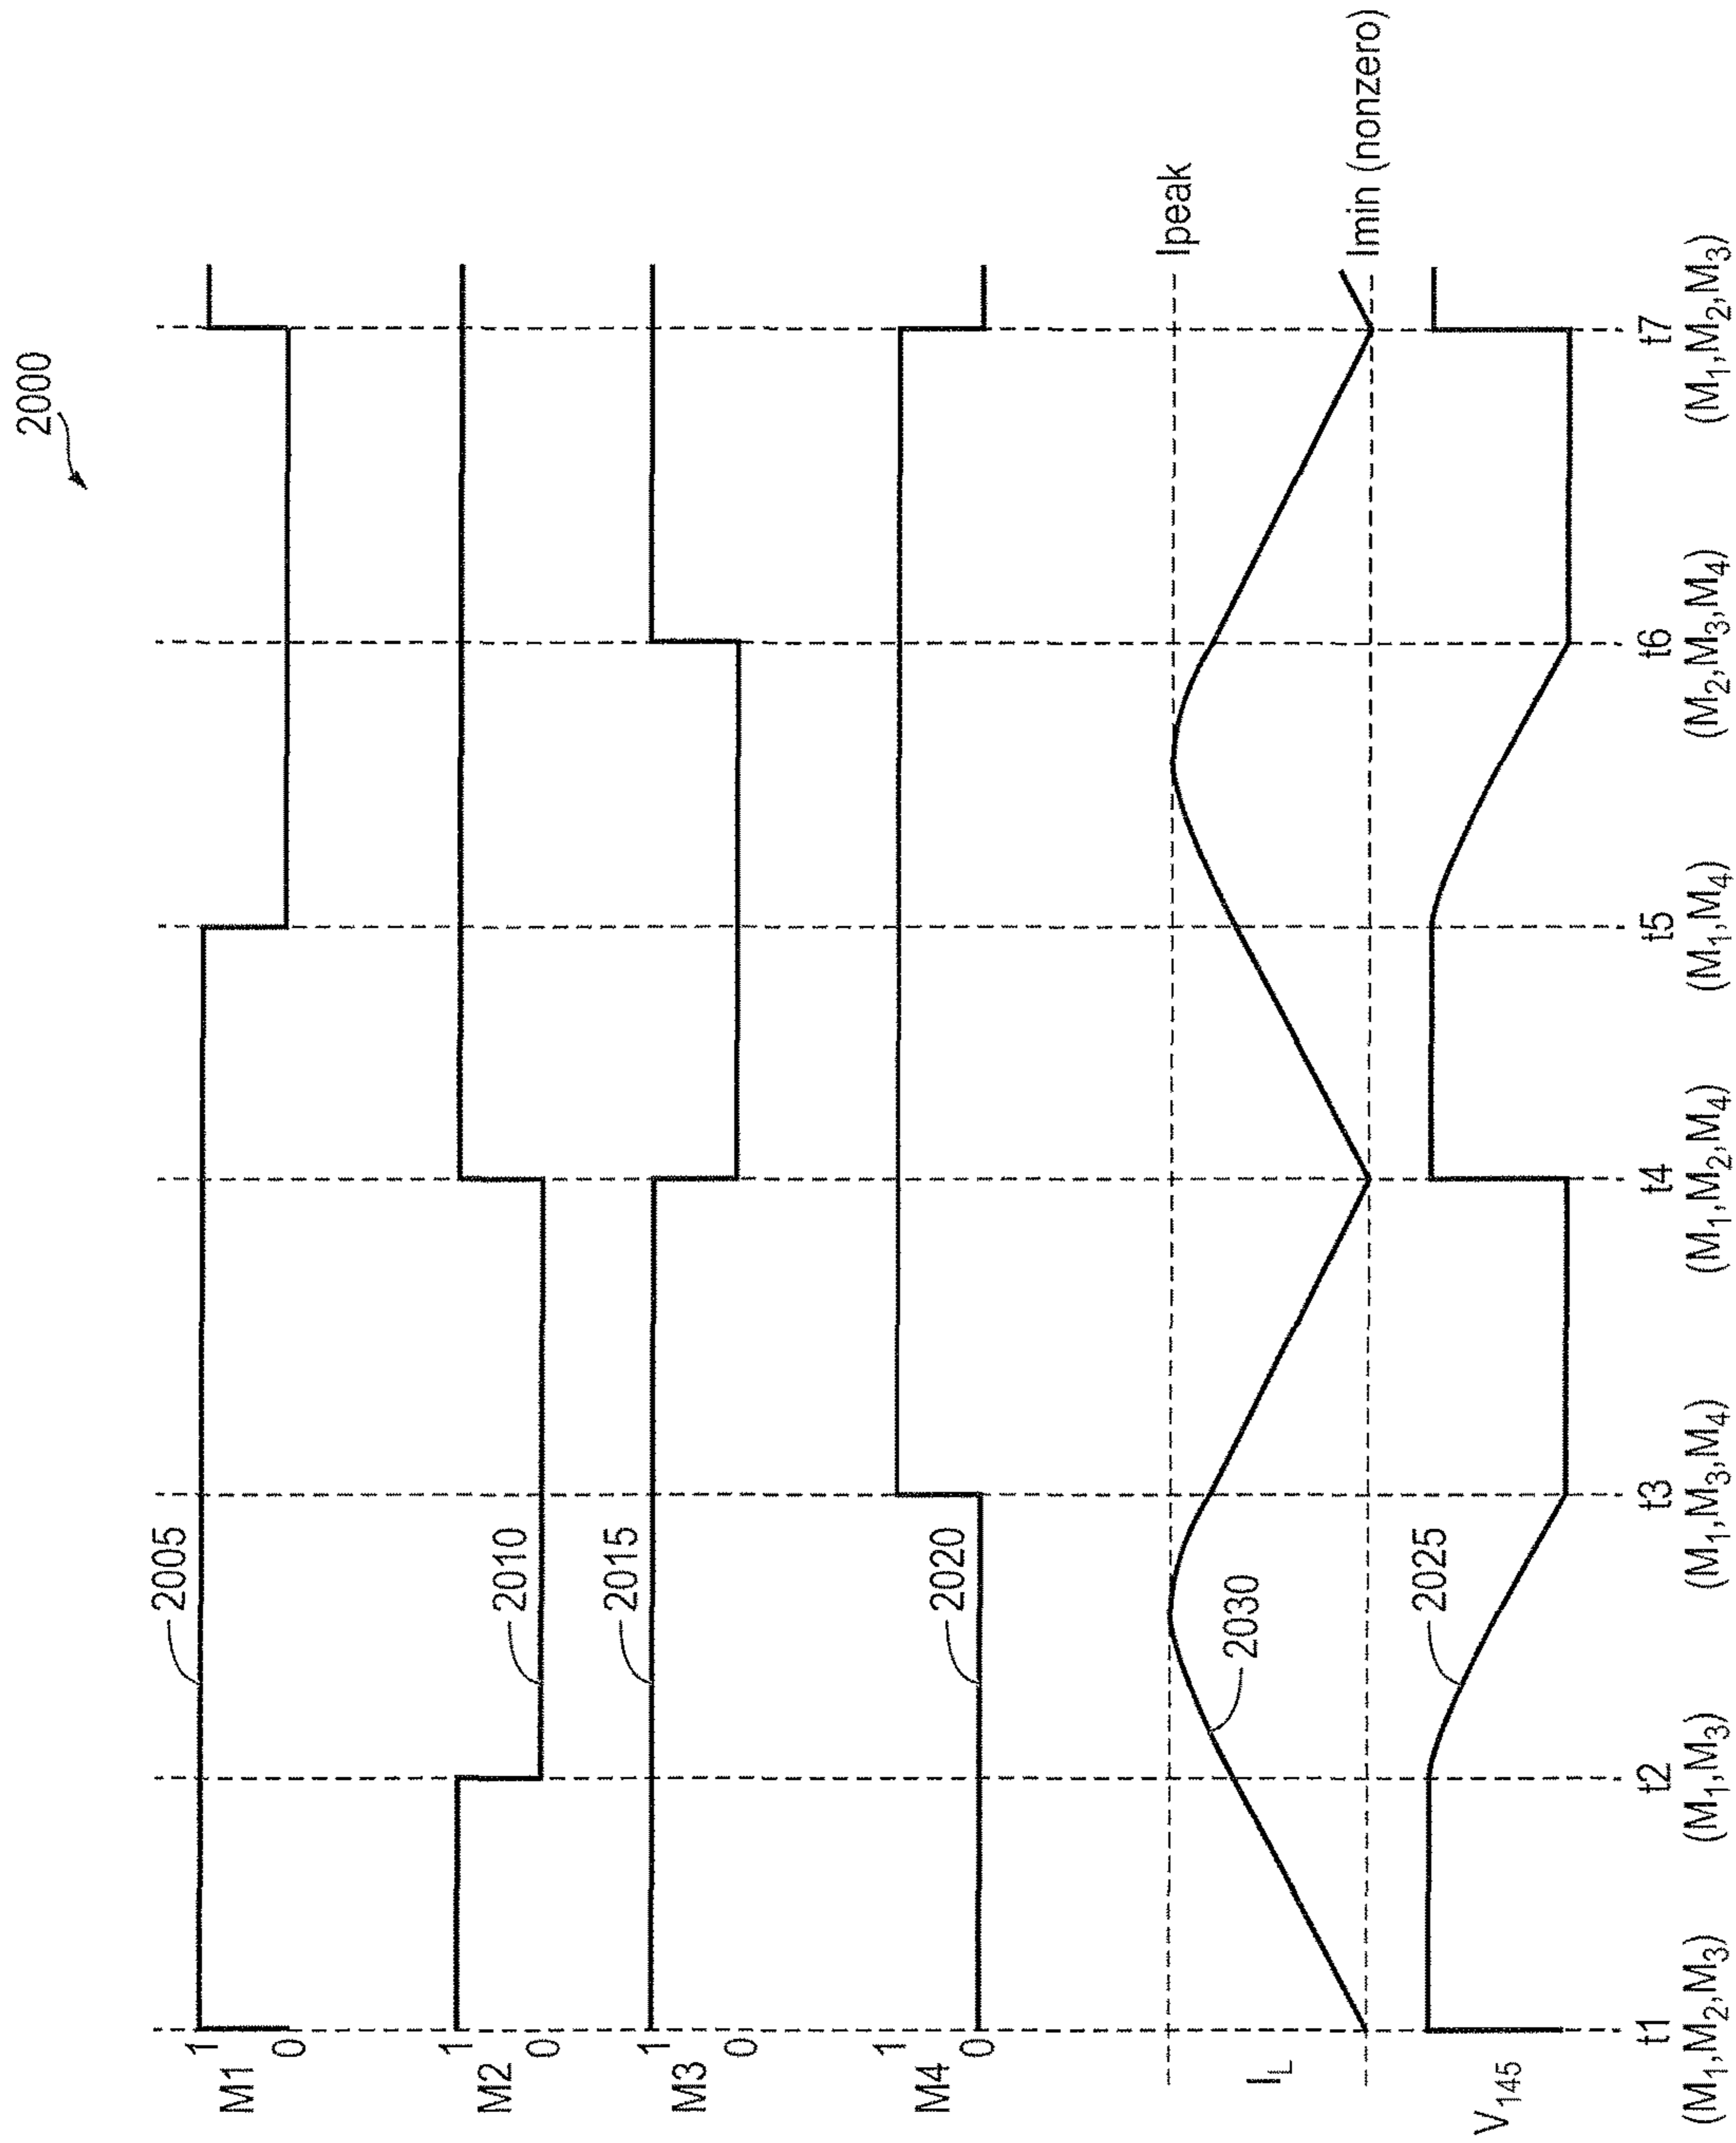 2000
1
M1
0
2005
1
M2
0
2010
1
M3
0
2015
1
M4
0
2020
Ipeak
I_L
2030
Imin (nonzero)
V₁₄₅
2025
t1 t2 t3 t4 t5 t6 t7
(M₁,M₂,M₃) (M₁,M₃) (M₁,M₃,M₄) (M₁,M₂,M₄) (M₁,M₄) (M₂,M₃,M₄) (M₁,M₂,M₃)